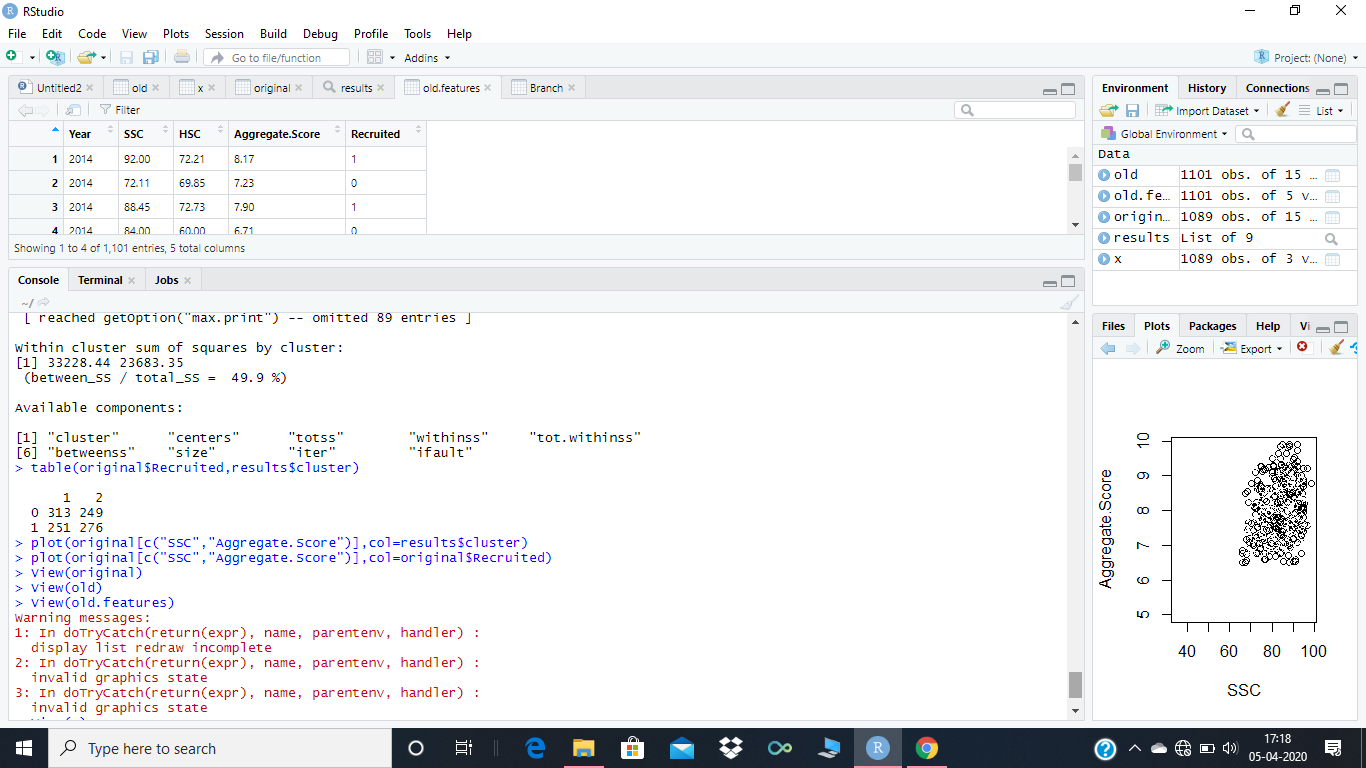 RStudio
File Edit Code View Plots Session Build Debug Profile Tools Help
Go to file/function Addins Project: (None)
Untitled2 old x original results old.features Branch
Filter
Year SSC HSC Aggregate.Score Recruited
1 2014 92.00 72.21 8.17 1
2 2014 72.11 69.85 7.23 0
3 2014 88.45 72.73 7.90 1
4 2014 84.00 60.00 6.71 0
Showing 1 to 4 of 1,101 entries, 5 total columns
Console Terminal Jobs
~/
[ reached getOption("max.print") -- omitted 89 entries ]
Within cluster sum of squares by cluster:
[1] 33228.44 23683.35
(between_SS / total_SS = 49.9 %)
Available components:
[1] "cluster" "centers" "totss" "withinss" "tot.withinss"
[6] "betweenss" "size" "iter" "ifault"
> table(original$Recruited,results$cluster)
1 2
0 313 249
1 251 276
> plot(original[c("SSC","Aggregate.Score")],col=results$cluster)
> plot(original[c("SSC","Aggregate.Score")],col=original$Recruited)
> View(original)
> View(old)
> View(old.features)
Warning messages:
1: In doTryCatch(return(expr), name, parentenv, handler) :
display list redraw incomplete
2: In doTryCatch(return(expr), name, parentenv, handler) :
invalid graphics state
3: In doTryCatch(return(expr), name, parentenv, handler) :
invalid graphics state
Environment History Connections
Import Dataset List
Global Environment
Data
old 1101 obs. of 15 ...
old.fe... 1101 obs. of 5 v...
origin... 1089 obs. of 15 ...
results List of 9
x 1089 obs. of 3 v...
Files Plots Packages Help Vi
Zoom Export
10
9
8
7
6
5
Aggregate.Score
40 60 80 100
SSC
Type here to search
17:18
05-04-2020